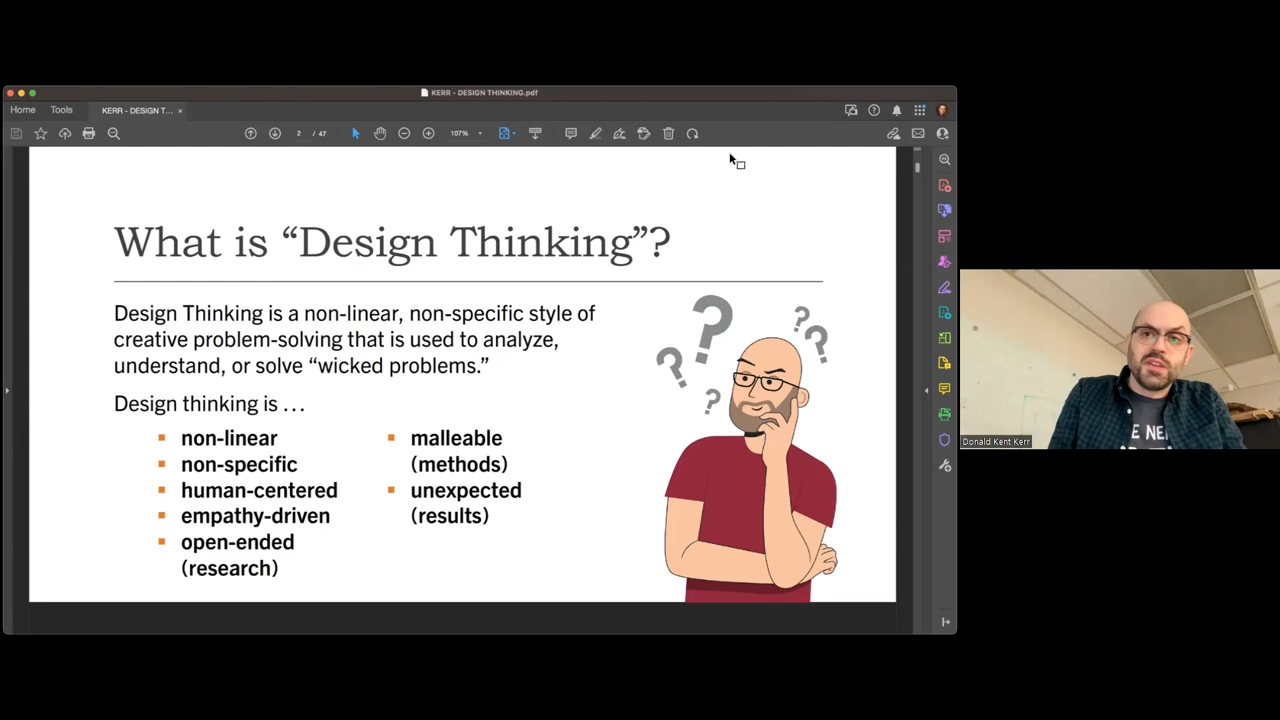 KERR - DESIGN THINKING.pdf
Home Tools KERR - DESIGN T... ×
2 / 47 107%
What is “Design Thinking”?
Design Thinking is a non-linear, non-specific style of
creative problem-solving that is used to analyze,
understand, or solve “wicked problems.”
Design thinking is …
non-linear
non-specific
human-centered
empathy-driven
open-ended
(research)
malleable
(methods)
unexpected
(results)
? ? ? ? ?
Donald Kent Kerr